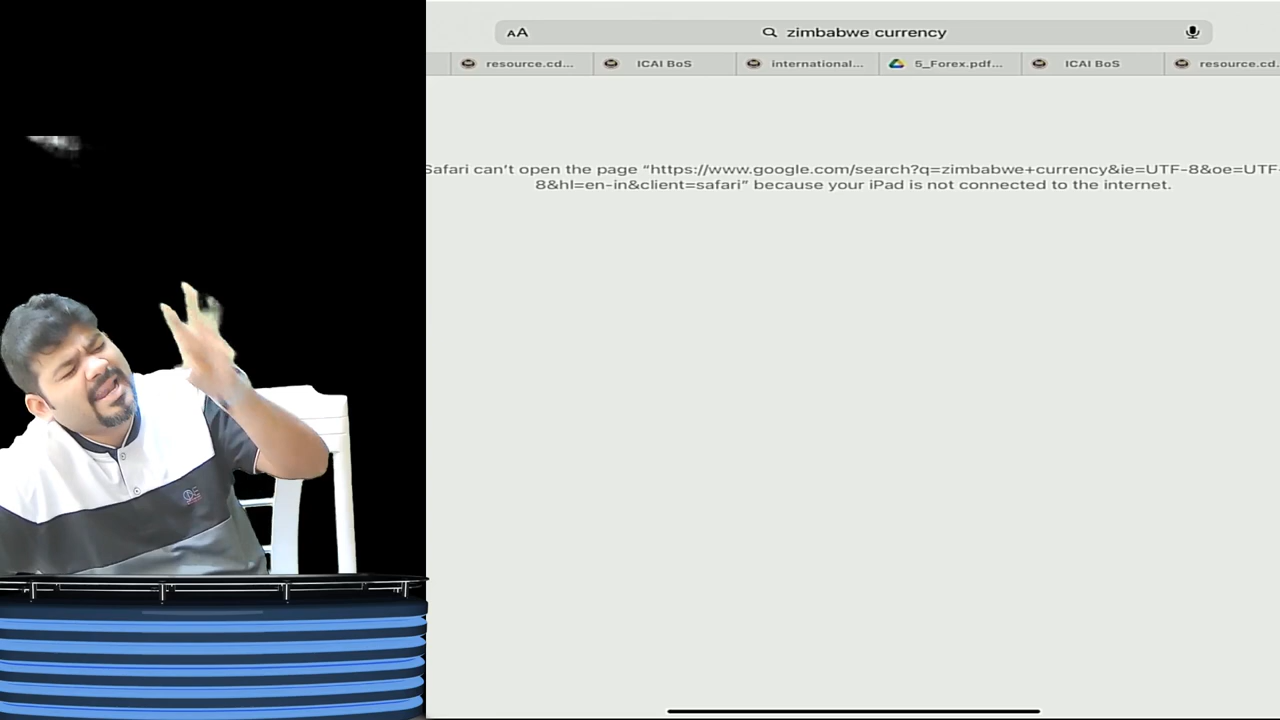 AA
zimbabwe currency
resource.cd...
ICAI BoS
international...
5_Forex.pdf...
ICAI BoS
resource.cd.
Safari can't open the page “https://www.google.com/search?q=zimbabwe+currency&ie=UTF-8&oe=UTF-
8&hl=en-in&client=safari” because your iPad is not connected to the internet.